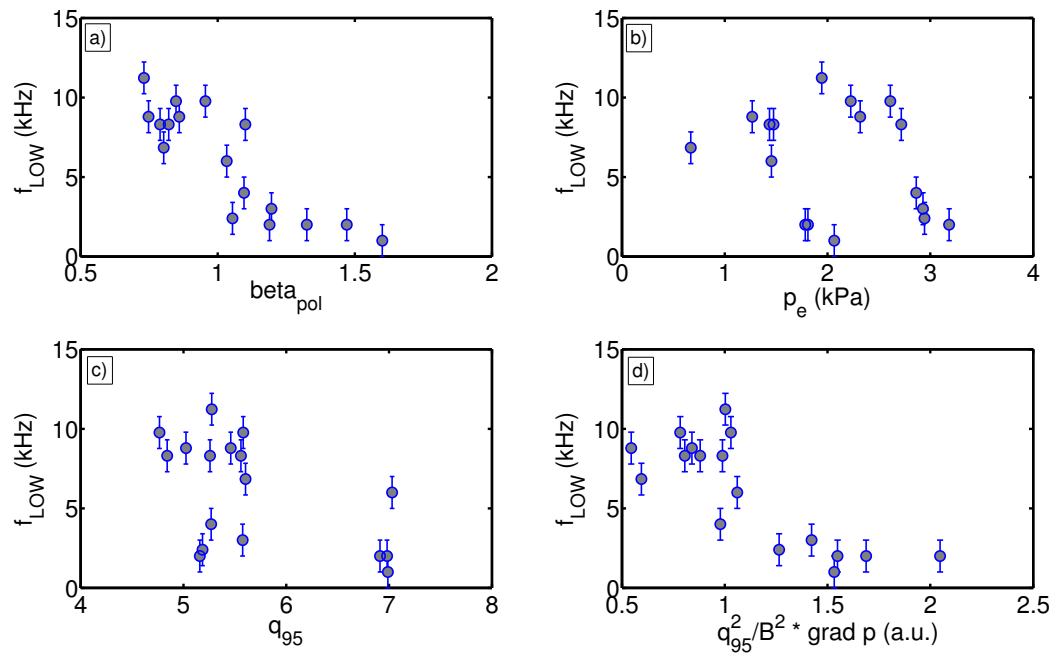 a)
15
10
5
0
f_LOW (kHz)
0.5 1 1.5 2
beta_pol
b)
15
10
5
0
f_LOW (kHz)
0 1 2 3 4
p_e (kPa)
c)
15
10
5
0
f_LOW (kHz)
4 5 6 7 8
q_95
d)
15
10
5
0
f_LOW (kHz)
0.5 1 1.5 2 2.5
q_95^2/B^2 * grad p (a.u.)